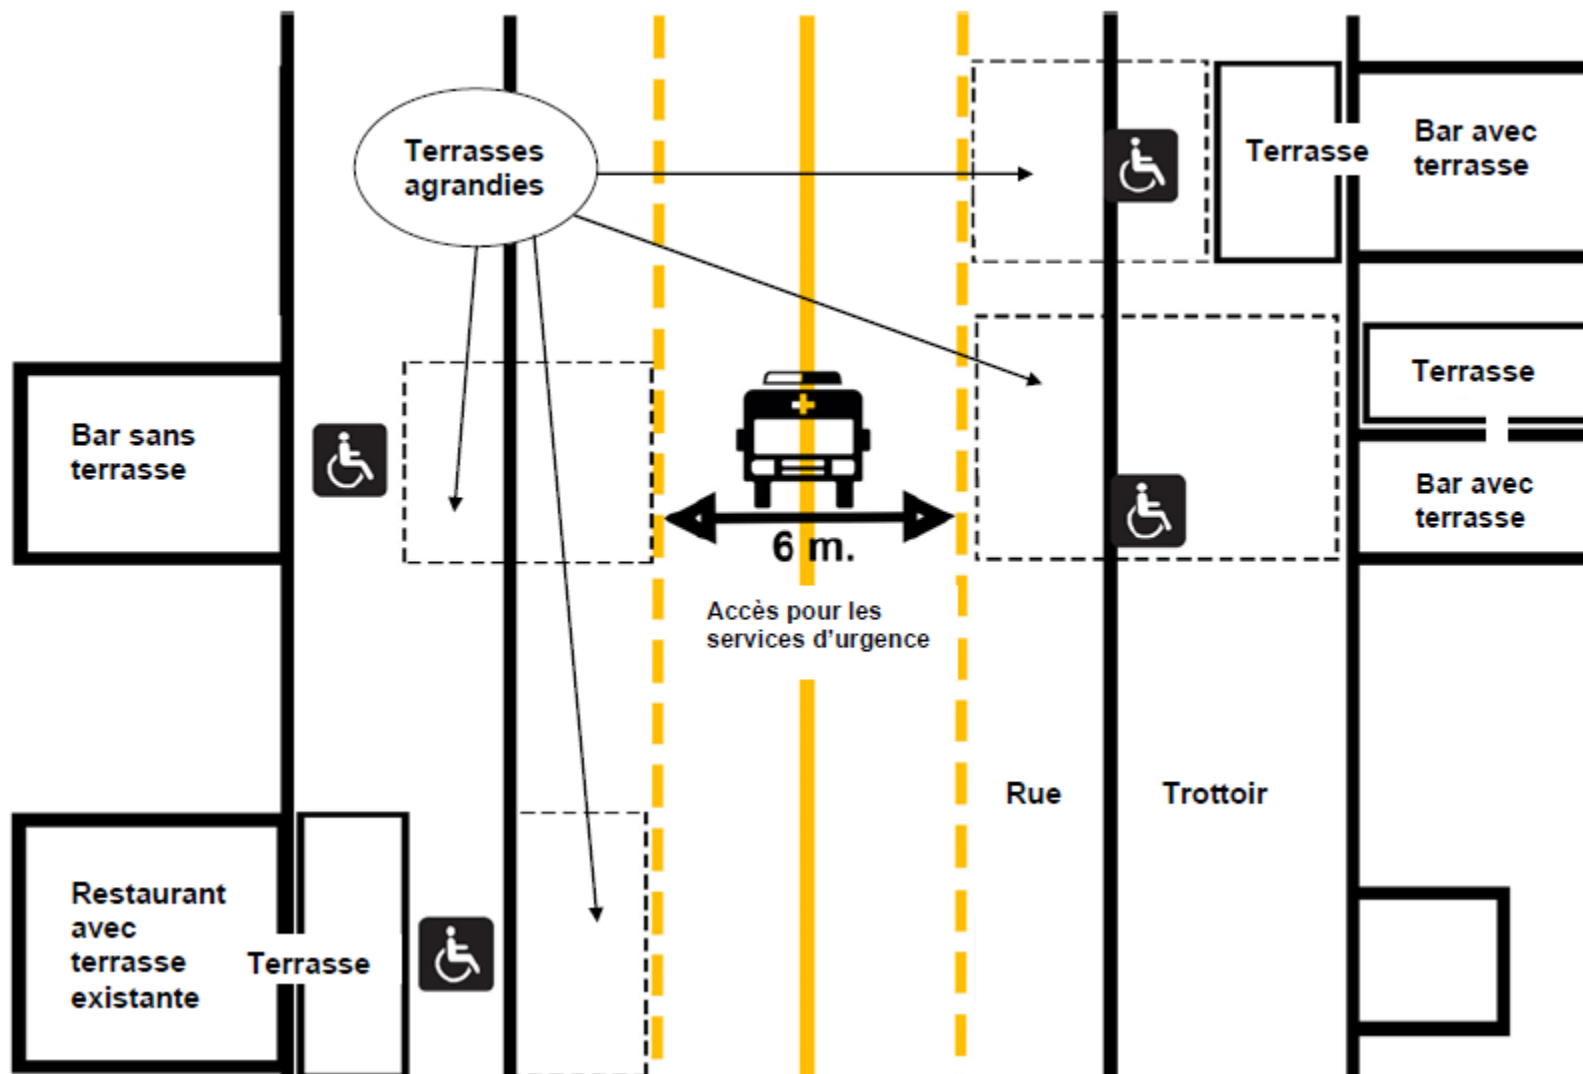 Terrasses
agrandies
Terrasse
Bar avec
terrasse
Terrasse
Bar sans
terrasse
Bar avec
terrasse
6 m.
Accès pour les
services d'urgence
Rue
Trottoir
Restaurant
avec
terrasse
existante
Terrasse